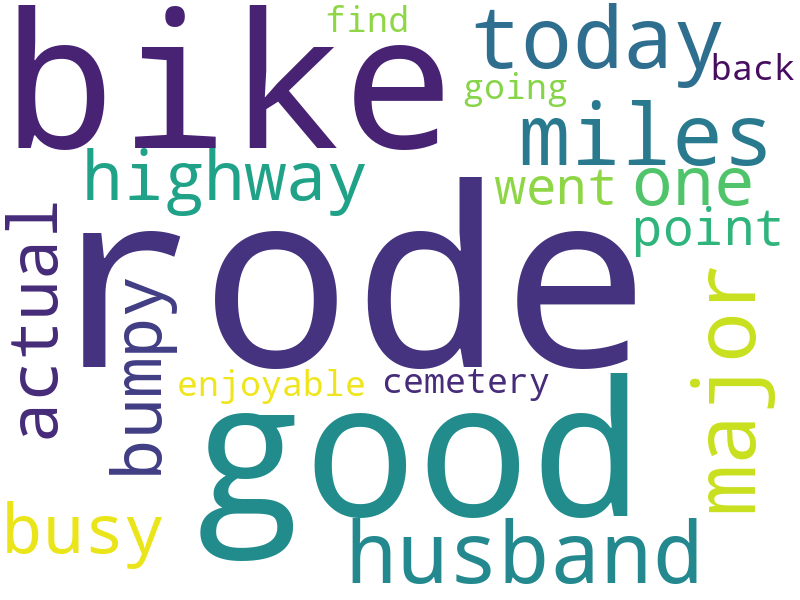 bike
find
today
back
going
miles
highway
went
one
point
actual
rode
bumpy
major
enjoyable
cemetery
good
busy
husband